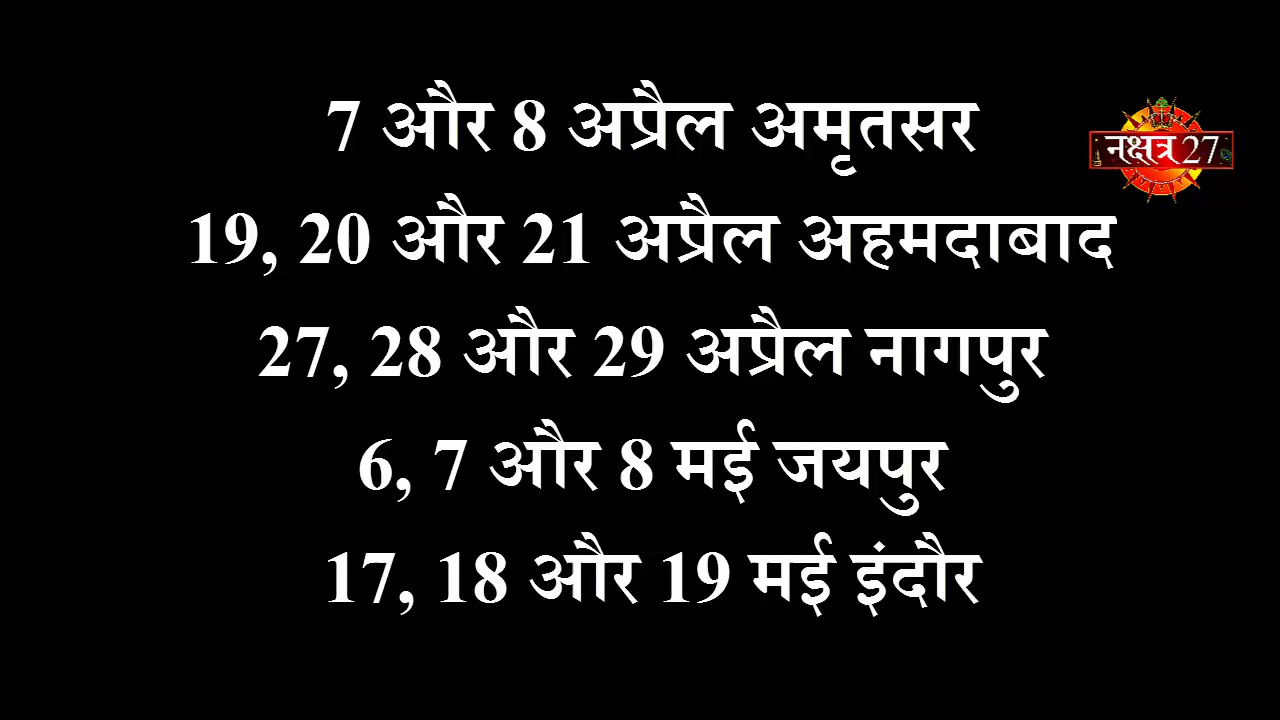 7 और 8 अप्रैल अमृतसर
नक्षत्र 27
19, 20 और 21 अप्रैल अहमदाबाद
27, 28 और 29 अप्रैल नागपुर
6, 7 और 8 मई जयपुर
17, 18 और 19 मई इंदौर